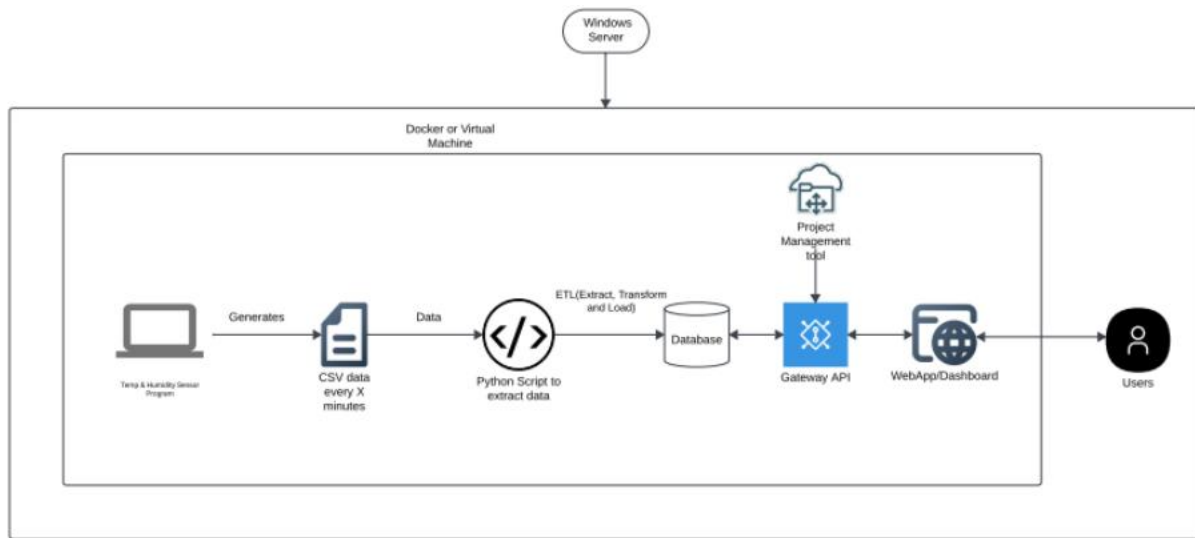 Windows
Server
Docker or Virtual
Machine
Project
Management
tool
ETL(Extract, Transform
and Load)
Generates
Data
Database
Temp & Humidity Sensor
Program
CSV data
every X
minutes
Python Script to
extract data
Gateway API
WebApp/Dashboard
Users